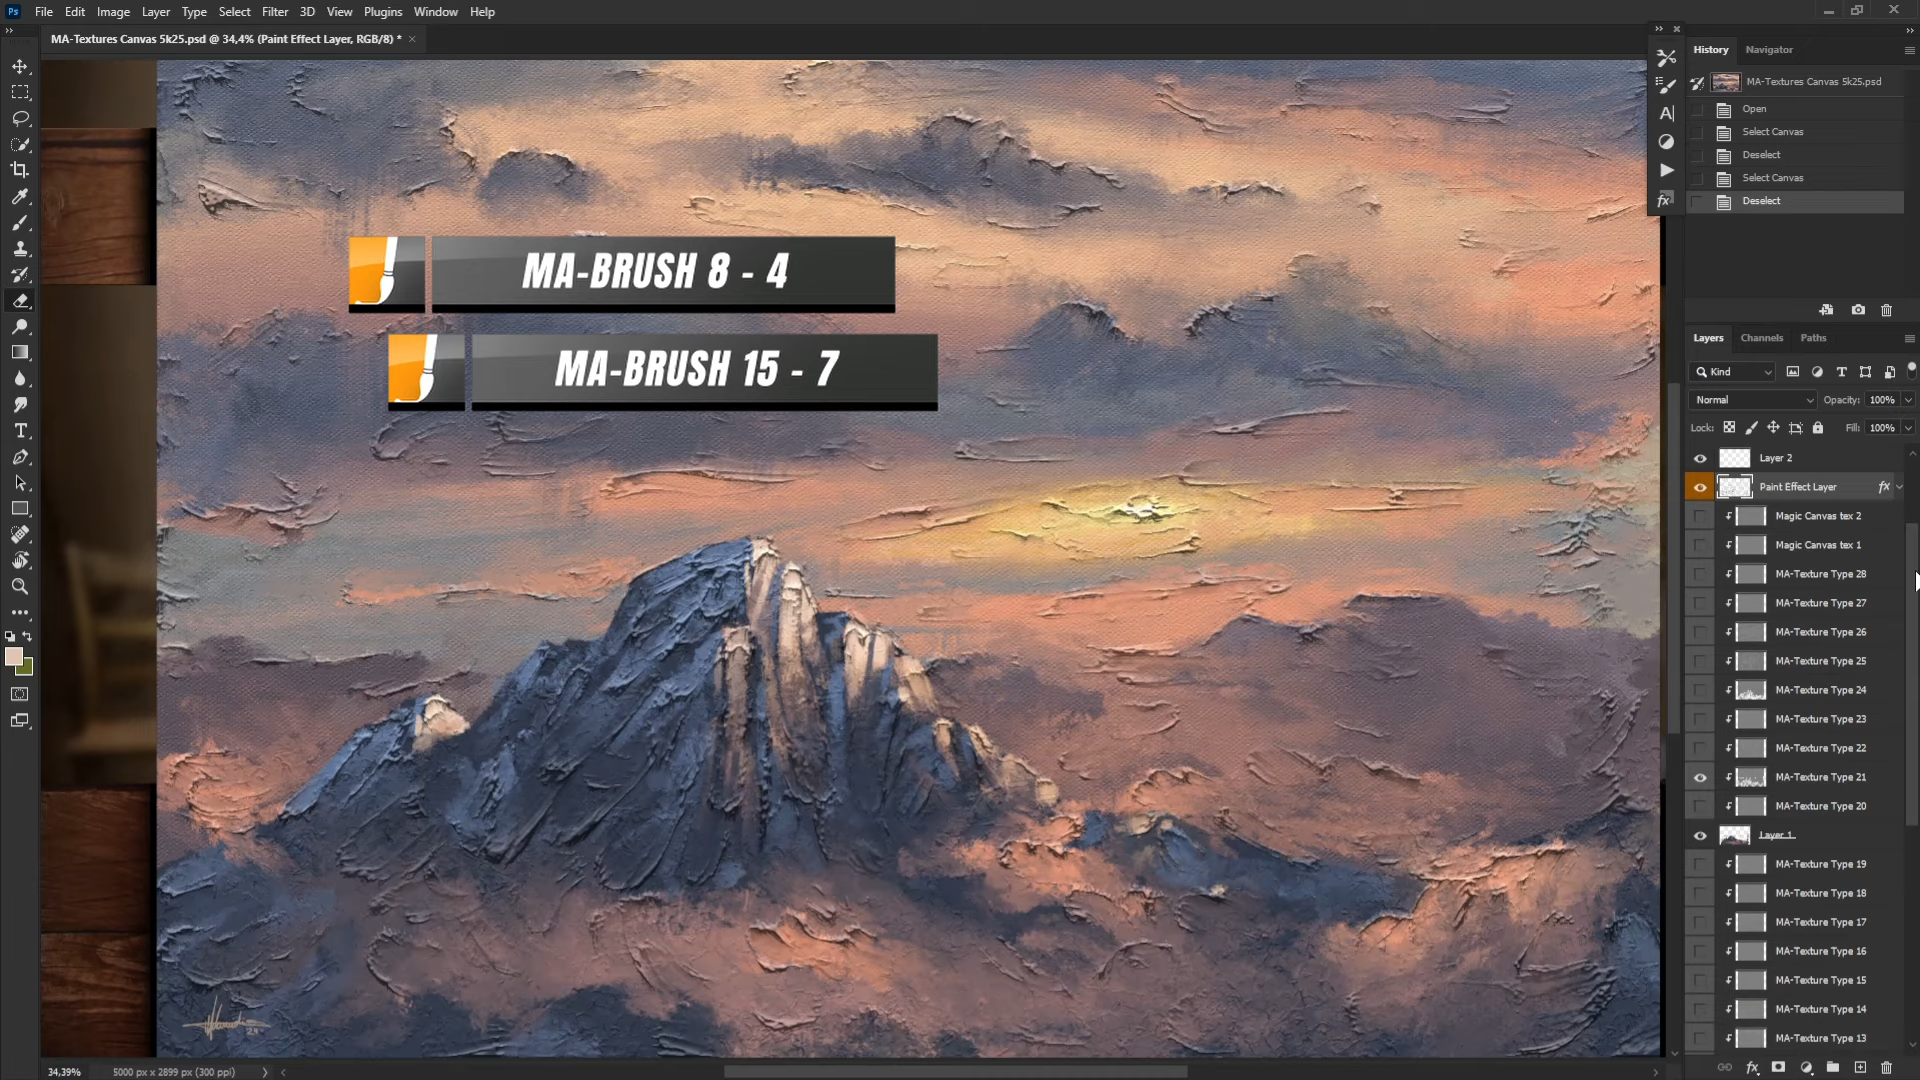 Ps File Edit Image Layer Type Select Filter 3D View Plugins Window Help
MA-Textures Canvas 5k25.psd @ 34,4% (Paint Effect Layer, RGB/8) *
History Navigator
MA-Textures Canvas 5k25.psd
Open
Select Canvas
Deselect
Select Canvas
Deselect
MA-BRUSH 8 - 4
MA-BRUSH 15 - 7
Layers Channels Paths
Kind
Normal Opacity: 100%
Lock: Fill: 100%
Layer 2
Paint Effect Layer fx
Magic Canvas tex 2
Magic Canvas tex 1
MA-Texture Type 28
MA-Texture Type 27
MA-Texture Type 26
MA-Texture Type 25
MA-Texture Type 24
MA-Texture Type 23
MA-Texture Type 22
MA-Texture Type 21
MA-Texture Type 20
Layer 1
MA-Texture Type 19
MA-Texture Type 18
MA-Texture Type 17
MA-Texture Type 16
MA-Texture Type 15
MA-Texture Type 14
MA-Texture Type 13
34,39% 5000 px x 2899 px (300 ppi)